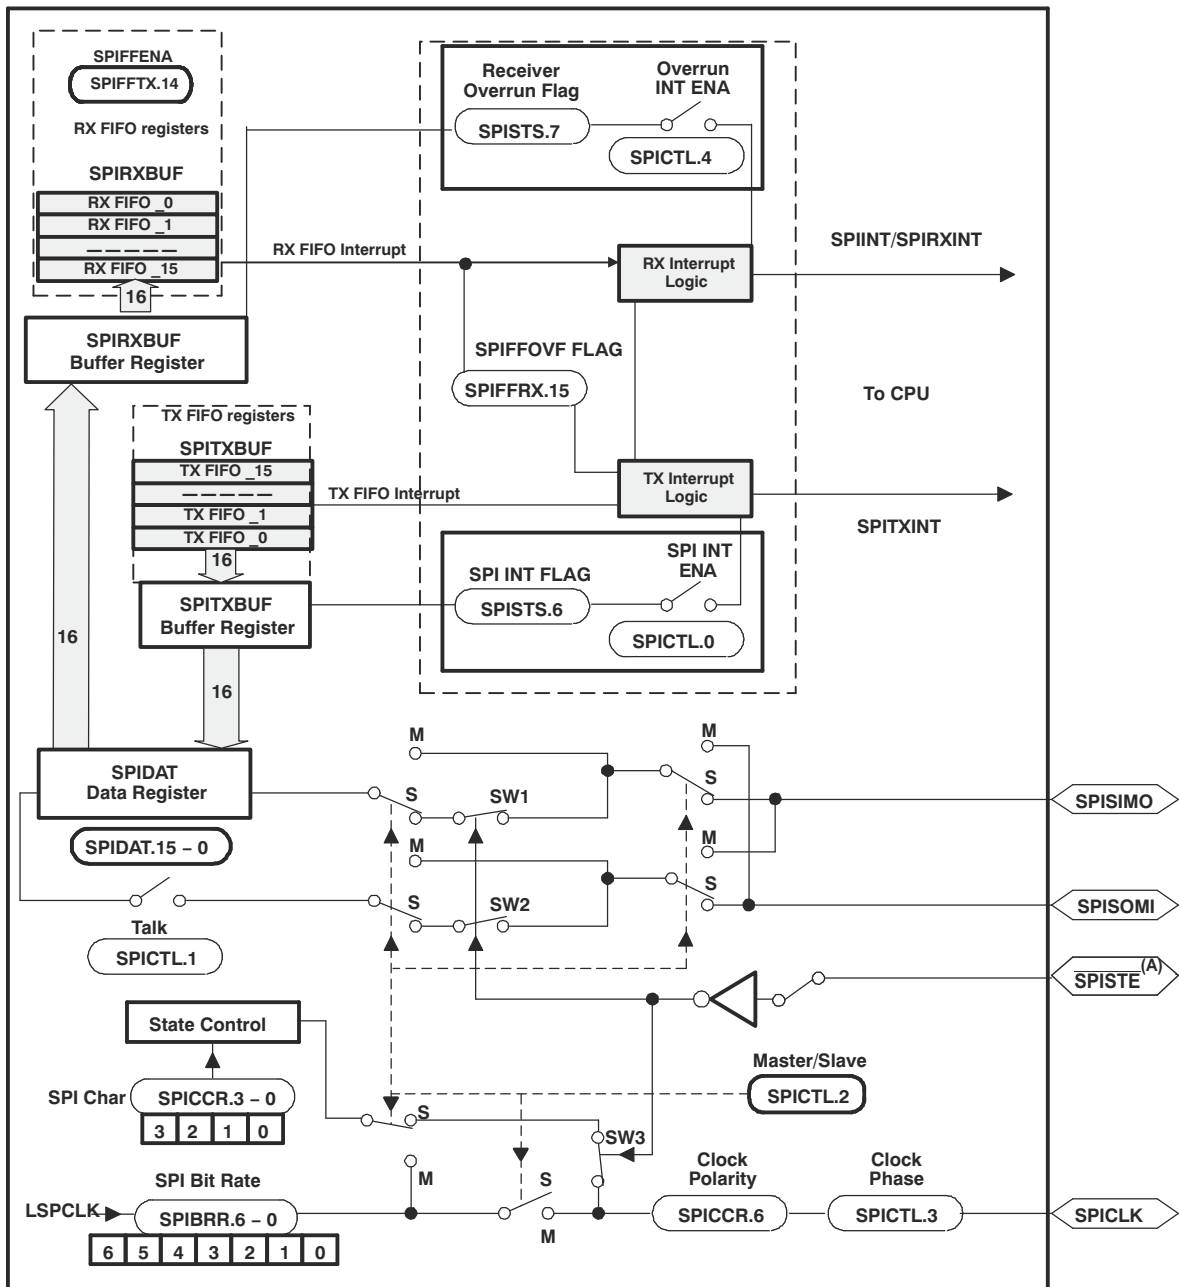 SPIFFENA
SPIFFTX.14
RX FIFO registers
SPIRXBUF
RX FIFO _0
RX FIFO _1
– – – – –
RX FIFO _15
16
SPIRXBUF
Buffer Register
Receiver
Overrun Flag
SPISTS.7
Overrun
INT ENA
SPICTL.4
RX FIFO Interrupt
RX Interrupt
Logic
SPIINT/SPIRXINT
SPIFFOVF FLAG
SPIFFRX.15
To CPU
TX FIFO registers
SPITXBUF
TX FIFO _15
– – – – –
TX FIFO _1
TX FIFO _0
16
TX FIFO Interrupt
TX Interrupt
Logic
SPITXINT
SPITXBUF
Buffer Register
SPI INT FLAG
SPISTS.6
SPI INT
ENA
SPICTL.0
16
16
SPIDAT
Data Register
SPIDAT.15 – 0
M
S
SW1
M
S
M
S
SW2
M
S
SPISIMO
SPISOMI
Talk
SPICTL.1
SPISTE(A)
State Control
Master/Slave
SPICTL.2
SPI Char
SPICCR.3 – 0
3 2 1 0
S
M
SW3
S
M
SPI Bit Rate
LSPCLK
SPIBRR.6 – 0
6 5 4 3 2 1 0
Clock
Polarity
SPICCR.6
Clock
Phase
SPICTL.3
SPICLK